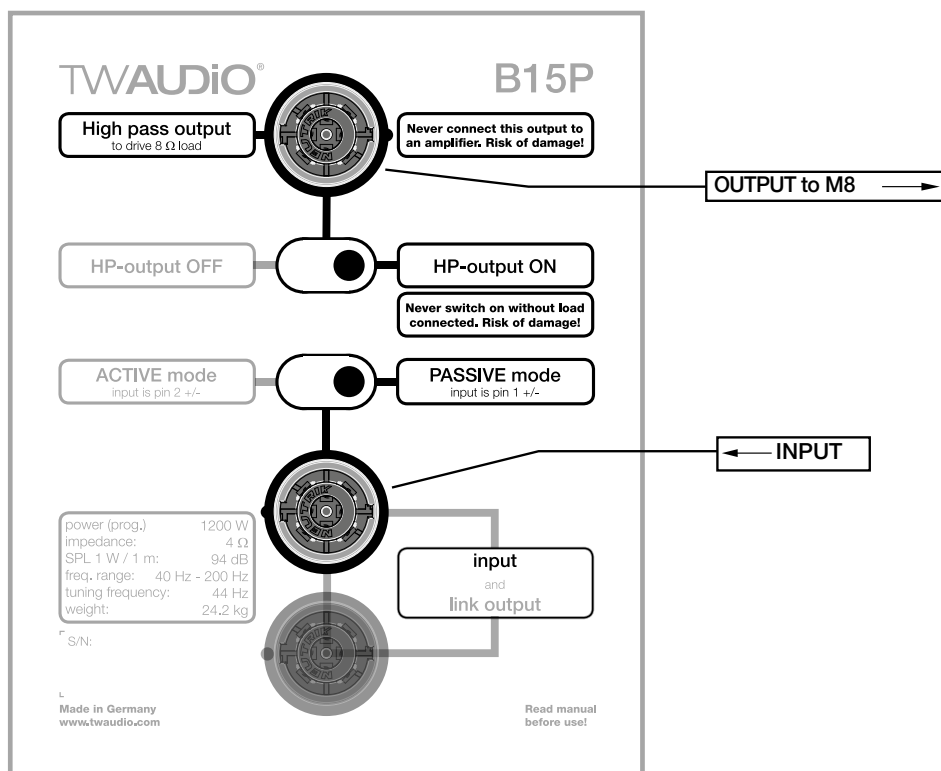 TWAUDiO® B15P
High pass output
to drive 8 Ω load
Never connect this output to
an amplifier. Risk of damage!
NEUTRIK
OUTPUT to M8
HP-output OFF
HP-output ON
Never switch on without load
connected. Risk of damage!
ACTIVE mode
input is pin 2 +/-
PASSIVE mode
input is pin 1 +/-
INPUT
NEUTRIK
power (prog.) 1200 W
impedance: 4 Ω
SPL 1 W / 1 m: 94 dB
freq. range: 40 Hz - 200 Hz
tuning frequency: 44 Hz
weight: 24.2 kg
input
and
link output
NEUTRIK
S/N:
Made in Germany
www.twaudio.com
Read manual
before use!